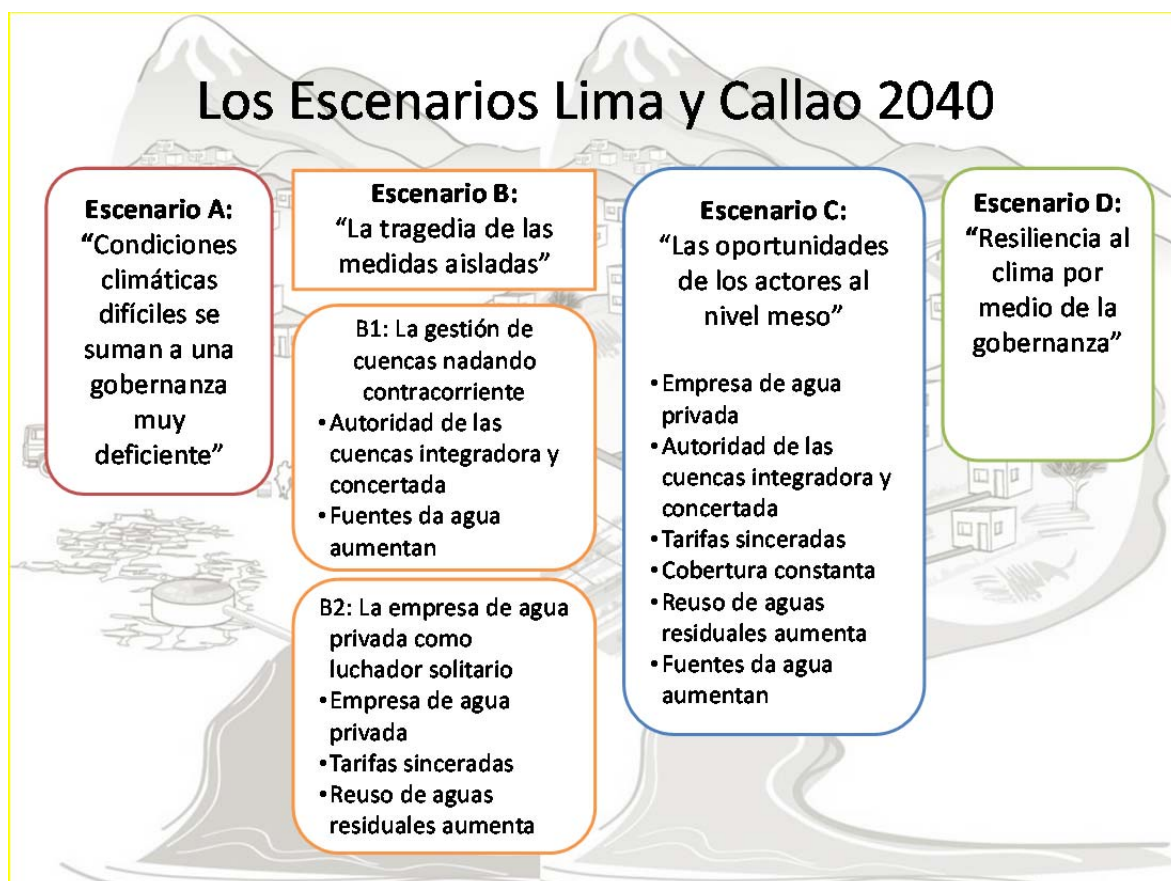 Los Escenarios Lima y Callao 2040
Escenario A:
“Condiciones
climáticas
difíciles se
suman a una
gobernanza
muy
deficiente”
Escenario B:
“La tragedia de las
medidas aisladas”
B1: La gestión de
cuencas nadando
contracorriente
•Autoridad de las
cuencas integradora y
concertada
•Fuentes da agua
aumentan
B2: La empresa de agua
privada como
luchador solitario
•Empresa de agua
privada
•Tarifas sinceradas
•Reuso de aguas
residuales aumenta
Escenario C:
“Las oportunidades
de los actores al
nivel meso”
•Empresa de agua
privada
•Autoridad de las
cuencas integradora y
concertada
•Tarifas sinceradas
•Cobertura constanta
•Reuso de aguas
residuales aumenta
•Fuentes da agua
aumentan
Escenario D:
“Resiliencia al
clima por
medio de la
gobernanza”